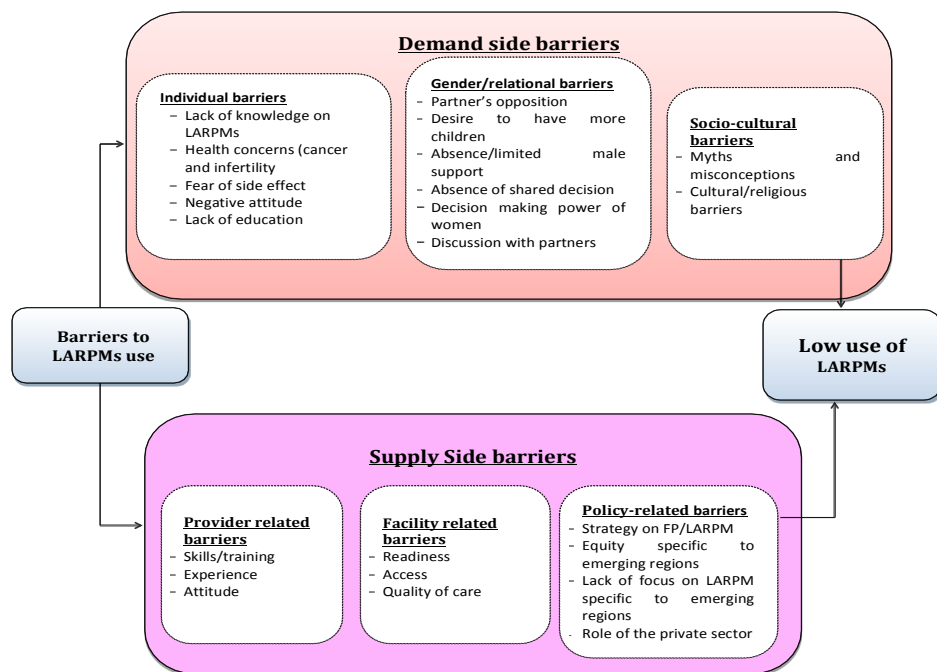 Demand side barriers
Individual barriers
– Lack of knowledge on
LARPMs
– Health concerns (cancer
and infertility
– Fear of side effect
– Negative attitude
– Lack of education
Gender/relational barriers
– Partner's opposition
– Desire to have more
children
– Absence/limited male
support
– Absence of shared decision
– Decision making power of
women
– Discussion with partners
Socio-cultural
barriers
– Myths and
misconceptions
– Cultural/religious
barriers
Barriers to
LARPMs use
Low use of
LARPMs
Supply Side barriers
Provider related
barriers
– Skills/training
– Experience
– Attitude
Facility related
barriers
– Readiness
– Access
– Quality of care
Policy-related barriers
– Strategy on FP/LARPM
– Equity specific to
emerging regions
– Lack of focus on LARPM
specific to emerging
regions
- Role of the private sector